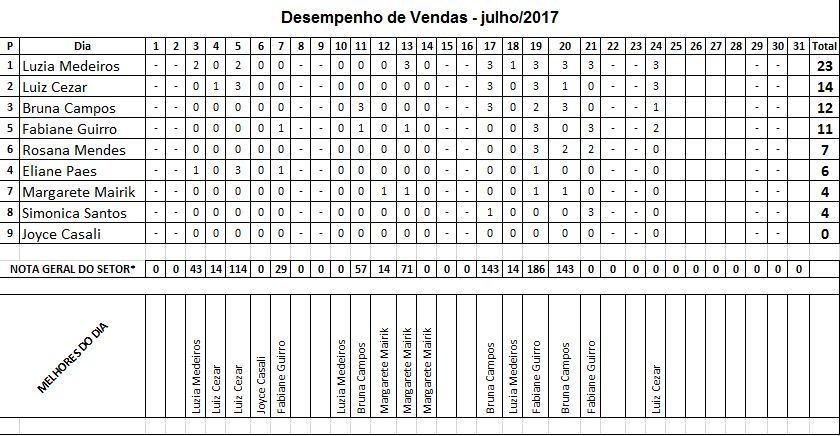 Desempenho de Vendas - julho/2017
P Dia 1 2 3 4 5 6 7 8 9 10 11 12 13 14 15 16 17 18 19 20 21 22 23 24 25 26 27 28 29 30 31 Total
1 Luzia Medeiros - - 2 0 2 0 0 - - 0 0 0 3 0 - - 3 1 3 3 3 - - 3 - - 23
2 Luiz Cezar - - 0 4 3 0 0 - - 0 0 0 0 0 - - 3 0 3 1 0 - - 3 - - 14
3 Bruna Campos - - 0 0 0 0 0 - - 0 3 0 0 0 - - 3 0 2 3 0 - - 1 - - 12
5 Fabiane Guirro - - 0 0 0 0 1 - - 0 1 0 1 0 - - 0 0 3 0 3 - - 2 - - 11
6 Rosana Mendes - - 0 0 0 0 0 - - 0 0 0 0 0 - - 0 0 3 2 2 - - 0 - - 7
4 Eliane Paes - - 1 0 3 0 1 - - 0 0 0 0 0 - - 0 0 1 0 0 - - 0 - - 6
7 Margarete Mairik - - 0 0 0 0 0 - - 0 0 1 1 0 - - 0 0 1 1 0 - - 0 - - 4
8 Simonica Santos - - 0 0 0 0 0 - - 0 0 0 0 0 - - 1 0 0 0 3 - - 0 - - 4
9 Joyce Casali - - 0 0 0 0 0 - - 0 0 0 0 0 - - 0 0 0 0 0 - - 0 - - 0
NOTA GERAL DO SETOR* 0 0 43 14 114 0 29 0 0 0 57 14 71 0 0 0 143 14 186 143 0 0 0 0 0 0 0 0 0 0 0
MELHORES DO DIA
Luzia Medeiros
Luiz Cezar
Luiz Cezar
Joyce Casali
Fabiane Guirro
Luzia Medeiros
Bruna Campos
Margarete Mairik
Margarete Mairik
Margarete Mairik
Bruna Campos
Luzia Medeiros
Fabiane Guirro
Bruna Campos
Fabiane Guirro
Luiz Cezar